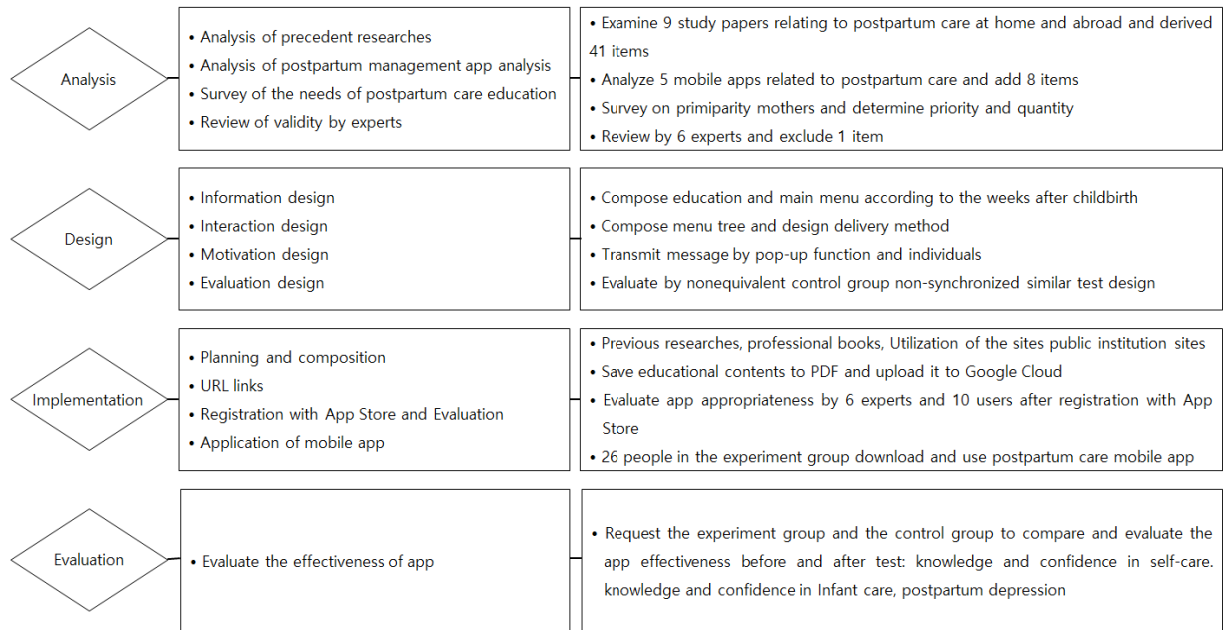 Analysis
• Analysis of precedent researches
• Analysis of postpartum management app analysis
• Survey of the needs of postpartum care education
• Review of validity by experts
• Examine 9 study papers relating to postpartum care at home and abroad and derived
41 items
• Analyze 5 mobile apps related to postpartum care and add 8 items
• Survey on primiparity mothers and determine priority and quantity
• Review by 6 experts and exclude 1 item
Design
• Information design
• Interaction design
• Motivation design
• Evaluation design
• Compose education and main menu according to the weeks after childbirth
• Compose menu tree and design delivery method
• Transmit message by pop-up function and individuals
• Evaluate by nonequivalent control group non-synchronized similar test design
Implementation
• Planning and composition
• URL links
• Registration with App Store and Evaluation
• Application of mobile app
• Previous researches, professional books, Utilization of the sites public institution sites
• Save educational contents to PDF and upload it to Google Cloud
• Evaluate app appropriateness by 6 experts and 10 users after registration with App
Store
• 26 people in the experiment group download and use postpartum care mobile app
Evaluation
• Evaluate the effectiveness of app
• Request the experiment group and the control group to compare and evaluate the
app effectiveness before and after test: knowledge and confidence in self-care.
knowledge and confidence in Infant care, postpartum depression